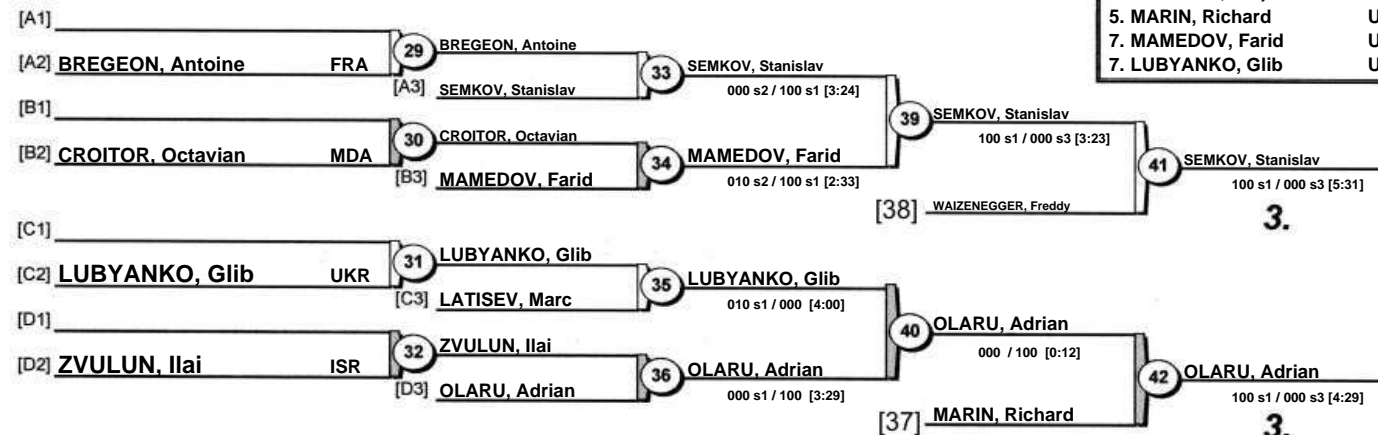 5. MARIN, Richard U
7. MAMEDOV, Farid U
7. LUBYANKO, Glib U
[A1]
[A2] BREGEON, Antoine FRA
29
BREGEON, Antoine
[A3] SEMKOV, Stanislav
33
SEMKOV, Stanislav
000 s2 / 100 s1 [3:24]
[B1]
[B2] CROITOR, Octavian MDA
30
CROITOR, Octavian
[B3] MAMEDOV, Farid
34
MAMEDOV, Farid
010 s2 / 100 s1 [2:33]
39
SEMKOV, Stanislav
100 s1 / 000 s3 [3:23]
[38] WAIZENEGGER, Freddy
41
SEMKOV, Stanislav
100 s1 / 000 s3 [5:31]
3.
[C1]
[C2] LUBYANKO, Glib UKR
31
LUBYANKO, Glib
[C3] LATISEV, Marc
35
LUBYANKO, Glib
010 s1 / 000 [4:00]
[D1]
[D2] ZVULUN, Ilai ISR
32
ZVULUN, Ilai
[D3] OLARU, Adrian
36
OLARU, Adrian
000 s1 / 100 [3:29]
40
OLARU, Adrian
000 / 100 [0:12]
[37] MARIN, Richard
42
OLARU, Adrian
100 s1 / 000 s3 [4:29]
3.